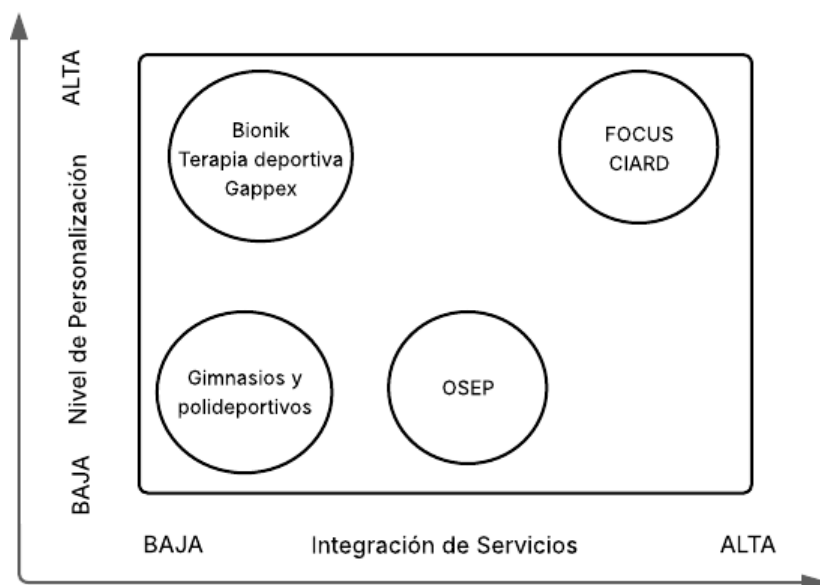 ALTA
Nivel de Personalización
BAJA
Bionik
Terapia deportiva
Gappex
FOCUS
CIARD
Gimnasios y
polideportivos
OSEP
BAJA
Integración de Servicios
ALTA